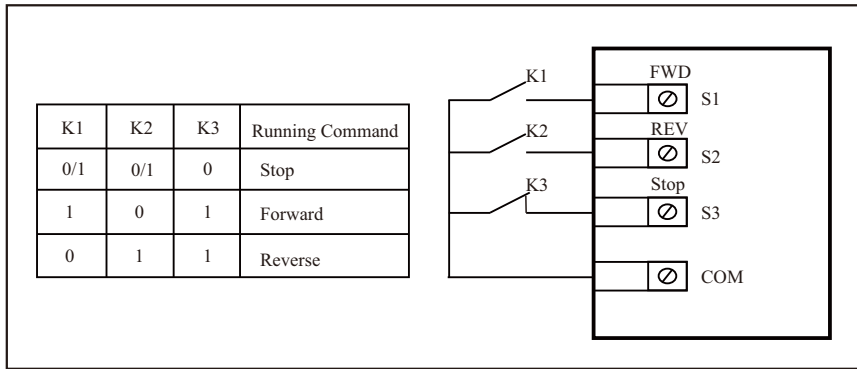 K1 K2 K3 Running Command
0/1 0/1 0 Stop
1 0 1 Forward
0 1 1 Reverse
K1 FWD
S1
K2 REV
S2
K3 Stop
S3
COM